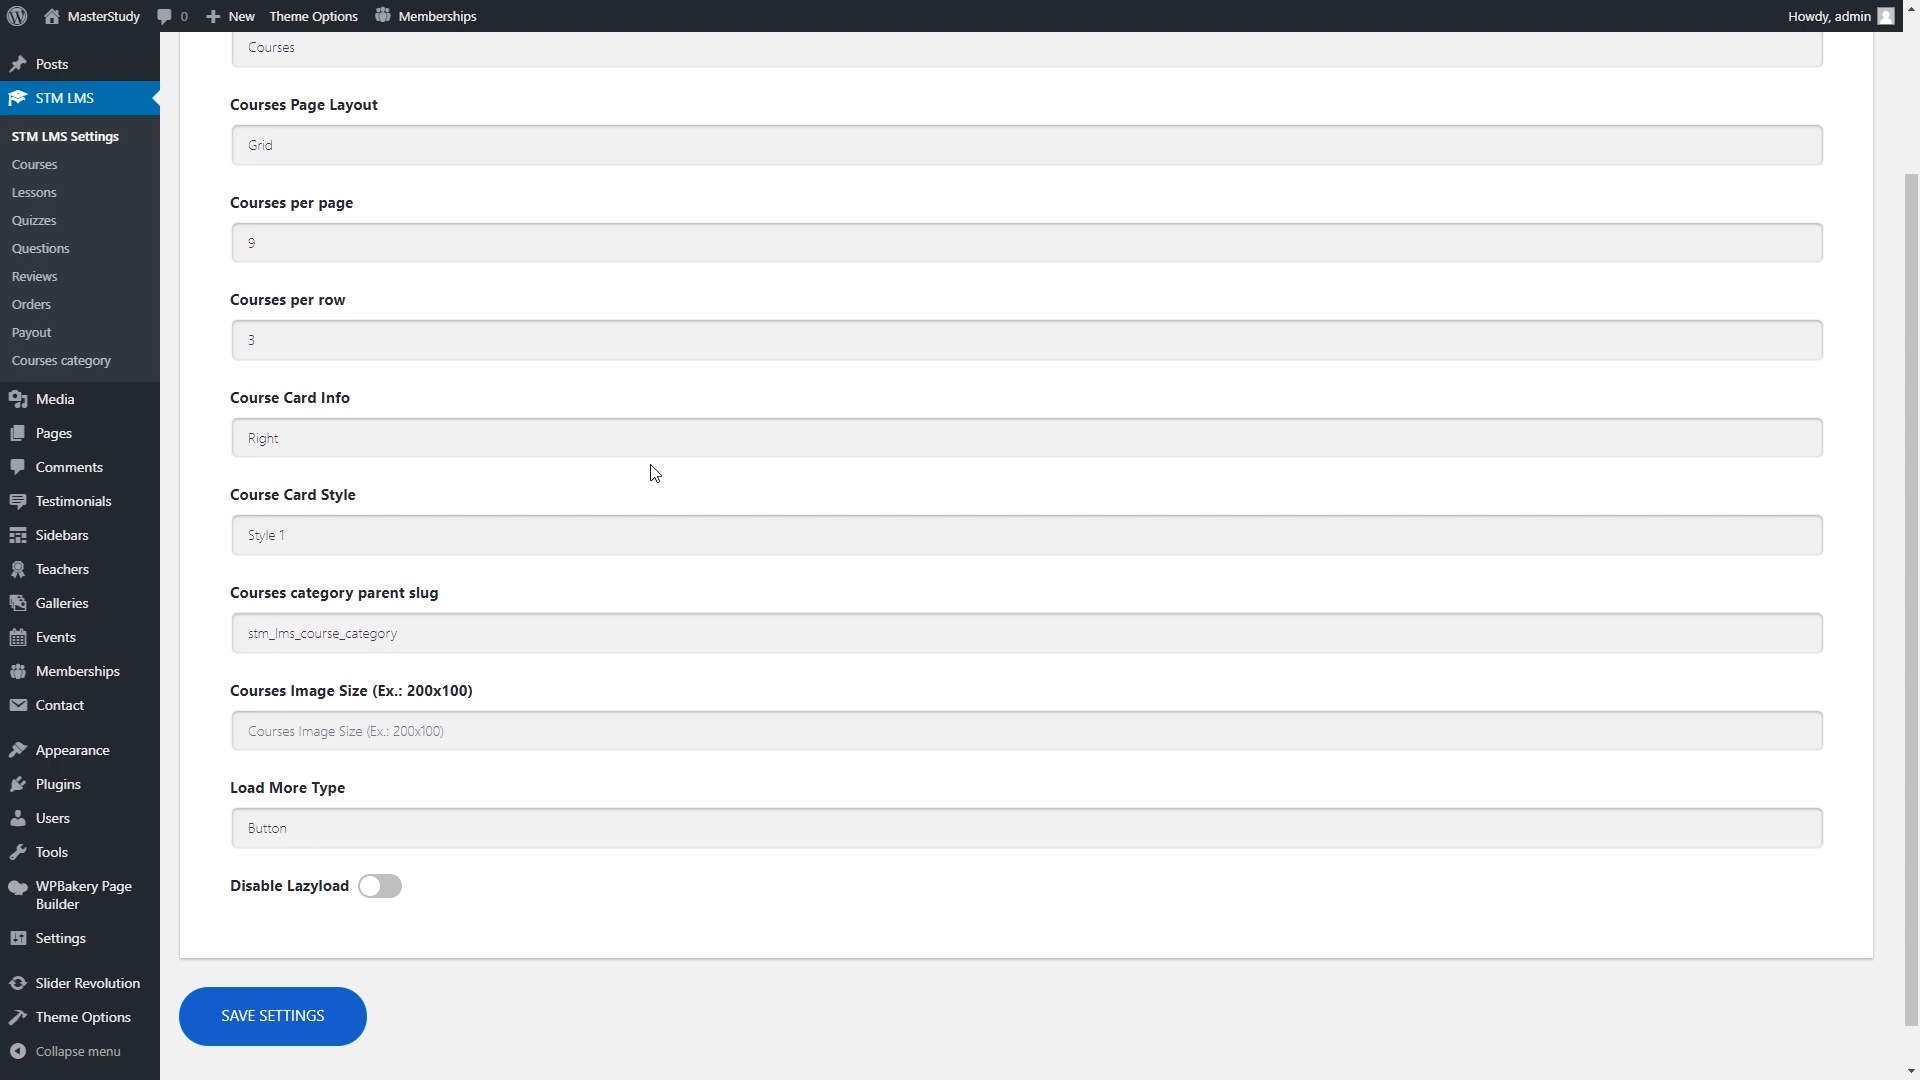 MasterStudy
0
New
Theme Options
Memberships
Howdy, admin
Posts
STM LMS
STM LMS Settings
Courses
Lessons
Quizzes
Questions
Reviews
Orders
Payout
Courses category
Media
Pages
Comments
Testimonials
Sidebars
Teachers
Galleries
Events
Memberships
Contact
Appearance
Plugins
Users
Tools
WPBakery Page
Builder
Settings
Slider Revolution
Theme Options
Collapse menu
Courses
Courses Page Layout
Grid
Courses per page
9
Courses per row
3
Course Card Info
Right
Course Card Style
Style 1
Courses category parent slug
stm_lms_course_category
Courses Image Size (Ex.: 200x100)
Courses Image Size (Ex.: 200x100)
Load More Type
Button
Disable Lazyload
SAVE SETTINGS